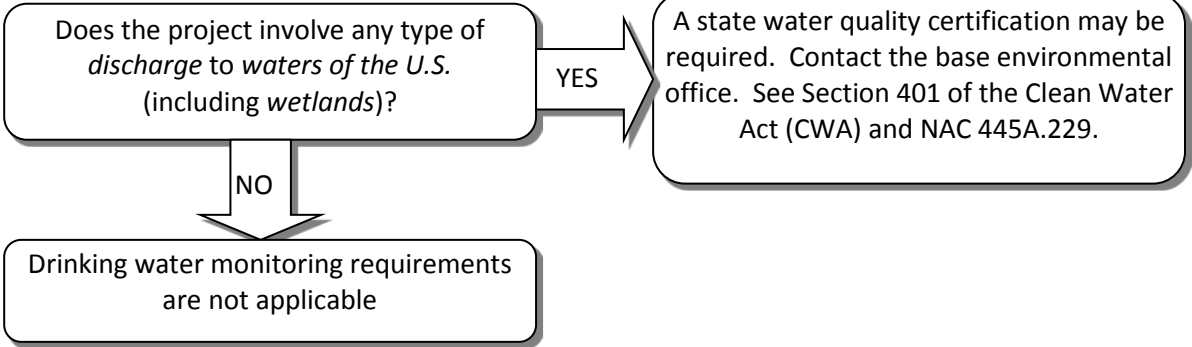 Does the project involve any type of
discharge to waters of the U.S.
(including wetlands)?
YES
A state water quality certification may be
required. Contact the base environmental
office. See Section 401 of the Clean Water
Act (CWA) and NAC 445A.229.
NO
Drinking water monitoring requirements
are not applicable